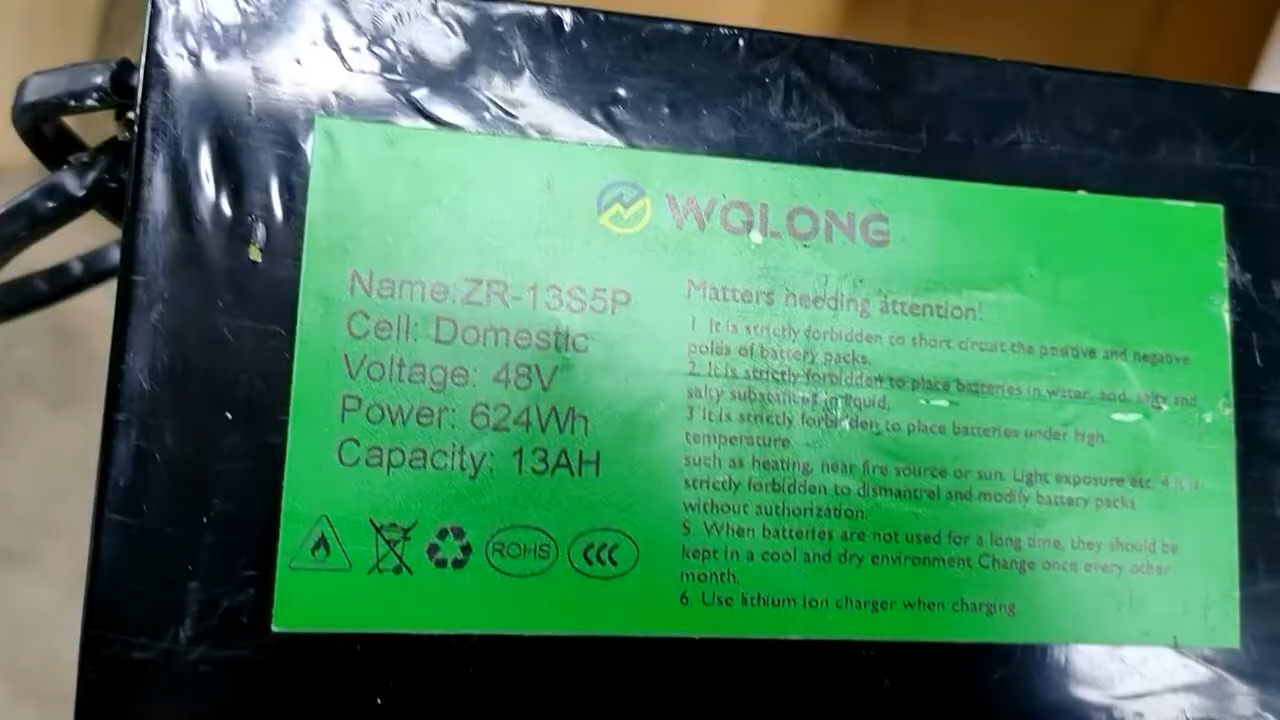 WOLONG
Name:ZR-13S5P
Cell: Domestic
Voltage: 48V
Power: 624Wh
Capacity: 13AH
ROHS
CCC
Matters needing attention!
1. It is strictly forbidden to short circuit the positive and negative
poles of battery packs.
2. It is strictly forbidden to place batteries in water, acid, salty and
salty substances in liquid,
3 It is strictly forbidden to place batteries under high
temperature
such as heating, near fire source or sun. Light exposure etc. 4 It is
strictly forbidden to dismantrel and modify battery packs
without authorization.
5. When batteries are not used for a long time, they should be
kept in a cool and dry environment Change once every other
month.
6. Use lithium ion charger when charging